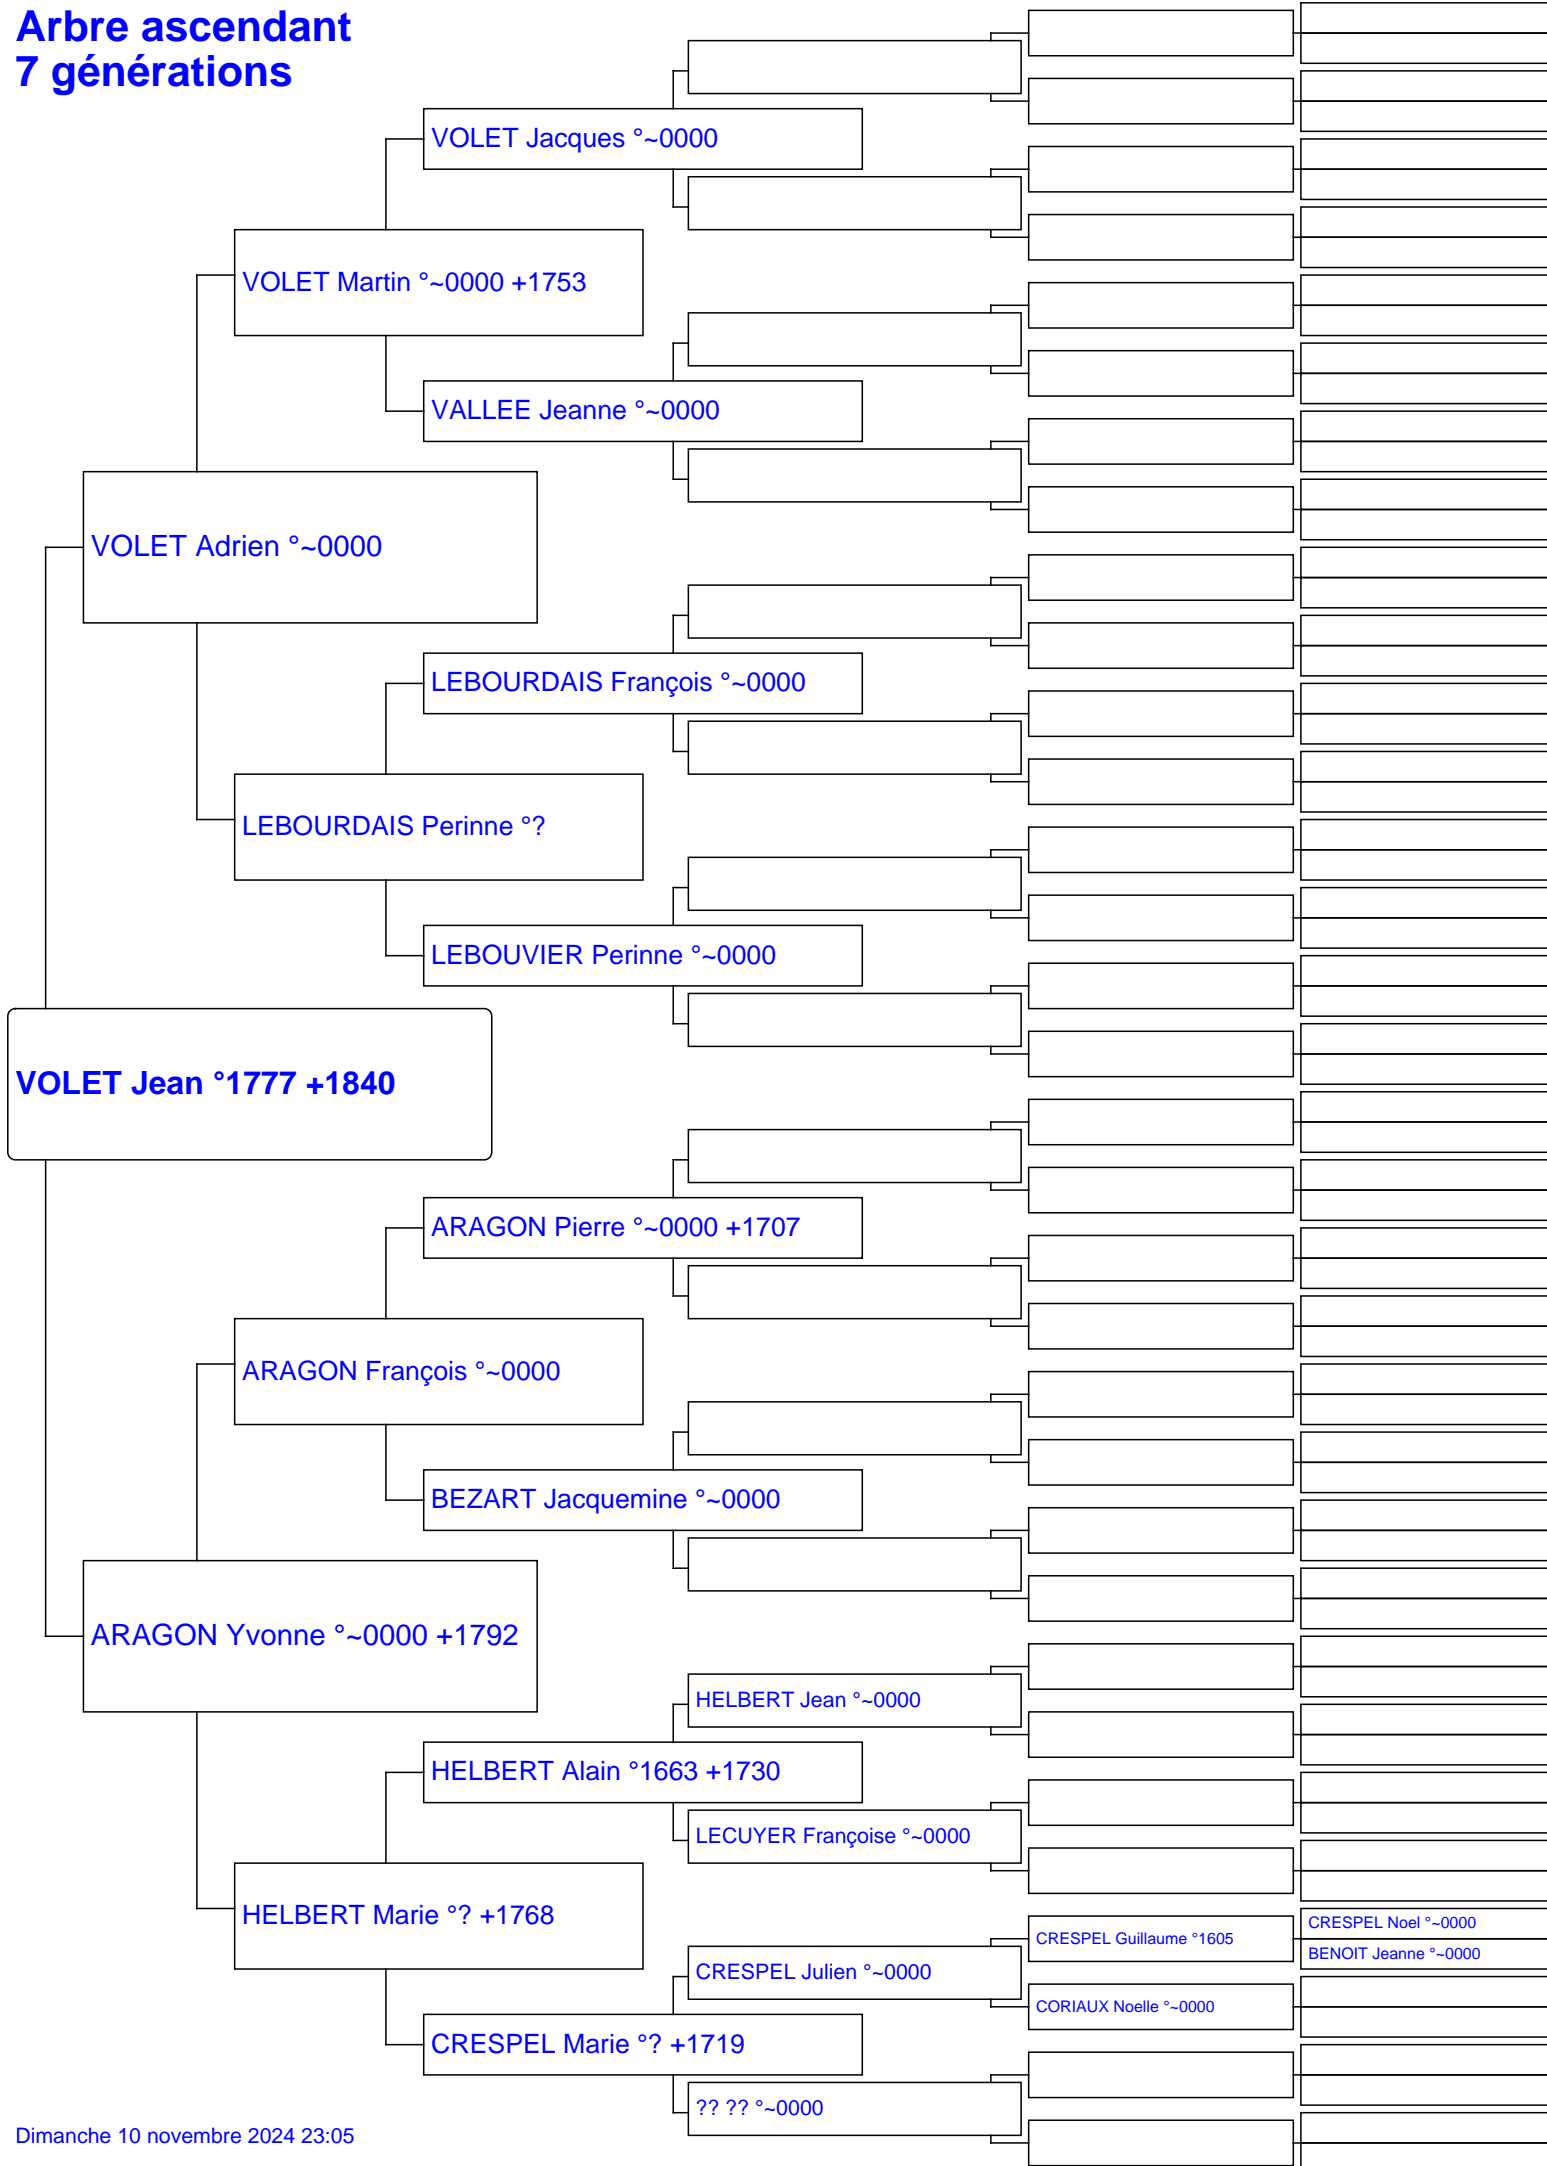 Arbre ascendant
7 générations
VOLET Jacques °~0000
VOLET Martin °~0000 +1753
VALLEE Jeanne °~0000
VOLET Adrien °~0000
LEBOURDAIS François °~0000
LEBOURDAIS Perinne °?
LEBOUVIER Perinne °~0000
VOLET Jean °1777 +1840
ARAGON Pierre °~0000 +1707
ARAGON François °~0000
BEZART Jacquemine °~0000
ARAGON Yvonne °~0000 +1792
HELBERT Jean °~0000
HELBERT Alain °1663 +1730
LECUYER Françoise °~0000
HELBERT Marie °? +1768
CRESPEL Noel °~0000
CRESPEL Guillaume °1605
BENOIT Jeanne °~0000
CRESPEL Julien °~0000
CORIAUX Noelle °~0000
CRESPEL Marie °? +1719
?? ?? °~0000
Dimanche 10 novembre 2024 23:05